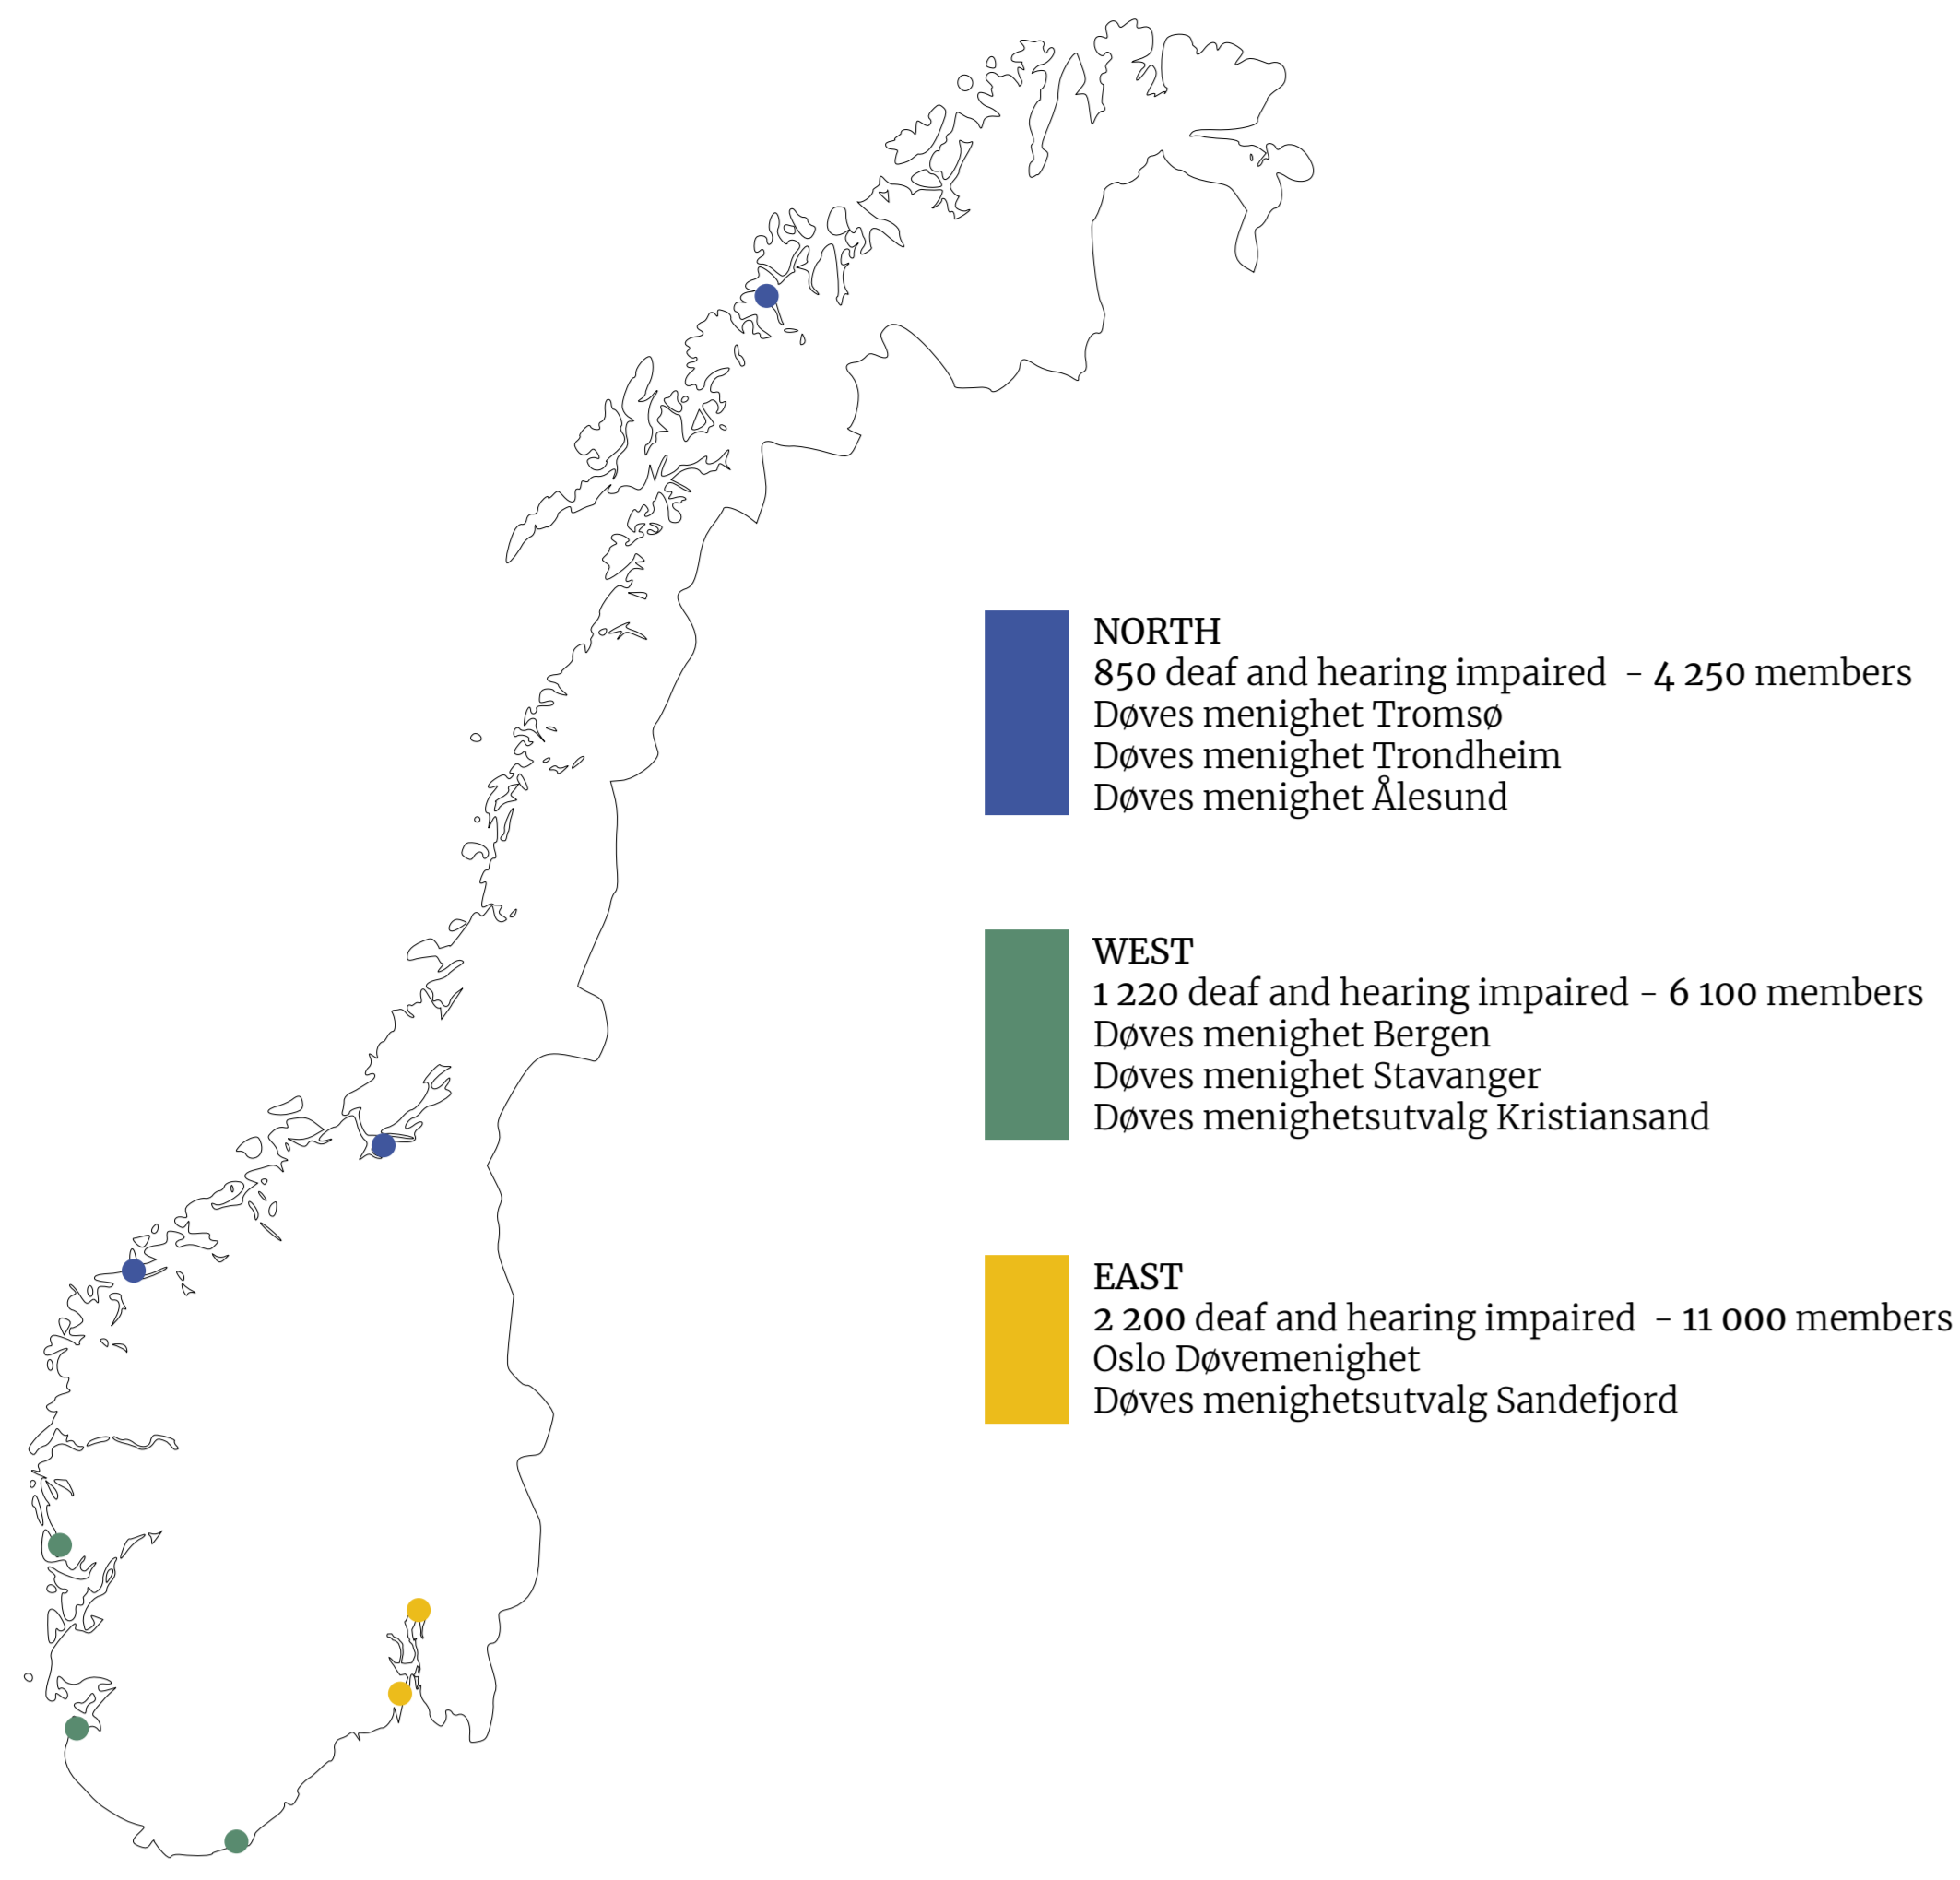 NORTH
850 deaf and hearing impaired - 4 250 members
Døves menighet Tromsø
Døves menighet Trondheim
Døves menighet Ålesund
WEST
1 220 deaf and hearing impaired - 6 100 members
Døves menighet Bergen
Døves menighet Stavanger
Døves menighetsutvalg Kristiansand
EAST
2 200 deaf and hearing impaired - 11 000 members
Oslo Døvemenighet
Døves menighetsutvalg Sandefjord